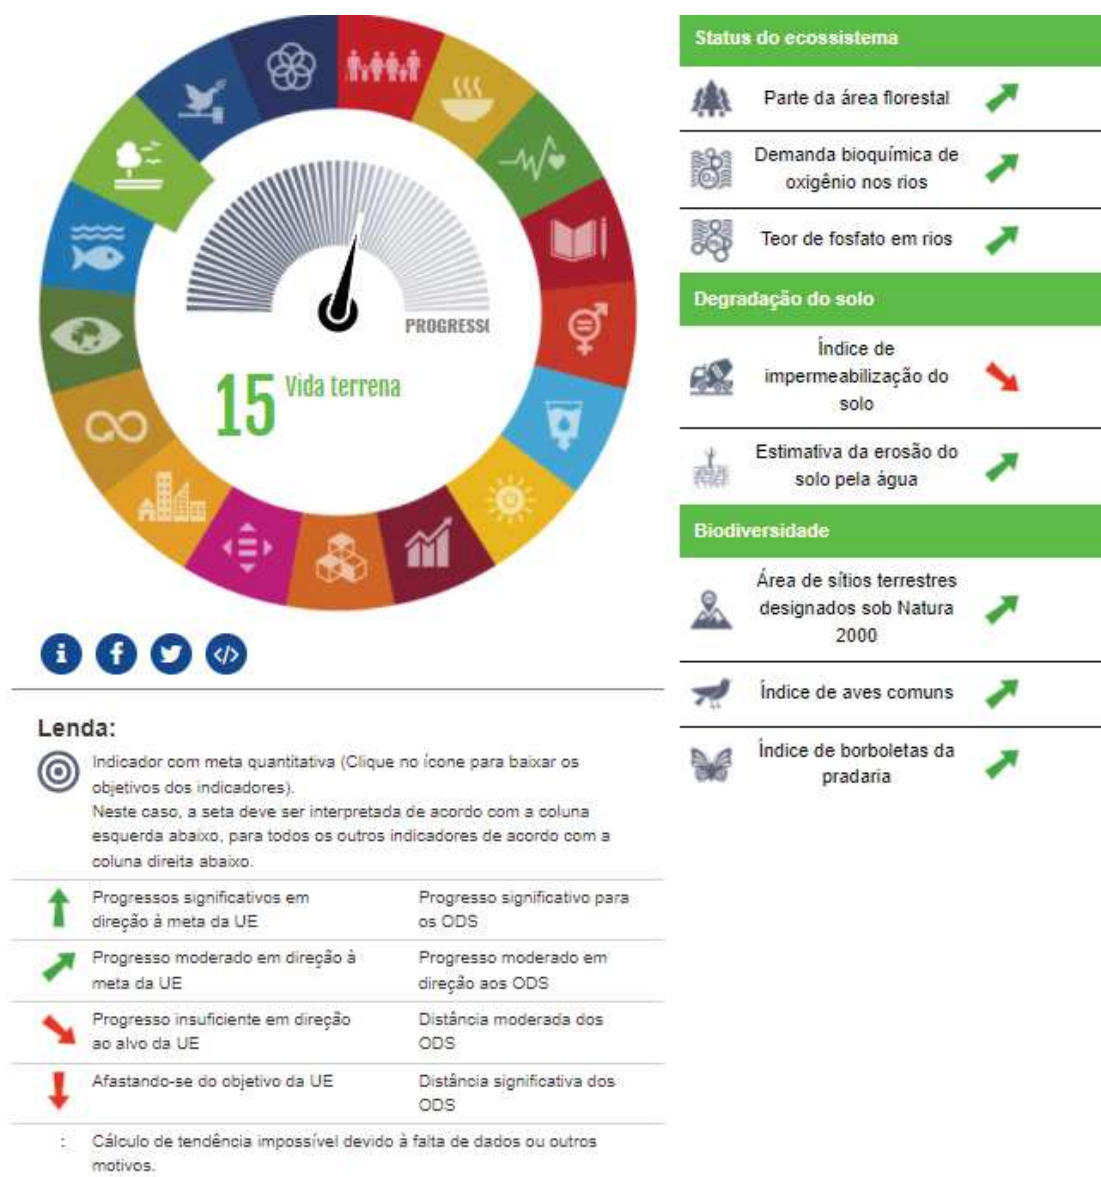 PROGRESS
15 Vida terrena
Lenda:
Indicador com meta quantitativa (Clique no ícone para baixar os
objetivos dos indicadores).
Neste caso, a seta deve ser interpretada de acordo com a coluna
esquerda abaixo, para todos os outros indicadores de acordo com a
coluna direita abaixo.
Progressos significativos em
direção à meta da UE
Progresso significativo para
os ODS
Progresso moderado em direção à
meta da UE
Progresso moderado em
direção aos ODS
Progresso insuficiente em direção
ao alvo da UE
Distância moderada dos
ODS
Afastando-se do objetivo da UE
Distância significativa dos
ODS
: Cálculo de tendência impossível devido à falta de dados ou outros
motivos.
Status do ecossistema
Parte da área florestal
Demanda bioquímica de
oxigênio nos rios
Teor de fosfato em rios
Degradação do solo
Índice de
impermeabilização do
solo
Estimativa da erosão do
solo pela água
Biodiversidade
Área de sítios terrestres
designados sob Natura
2000
Índice de aves comuns
Índice de borboletas da
pradaria